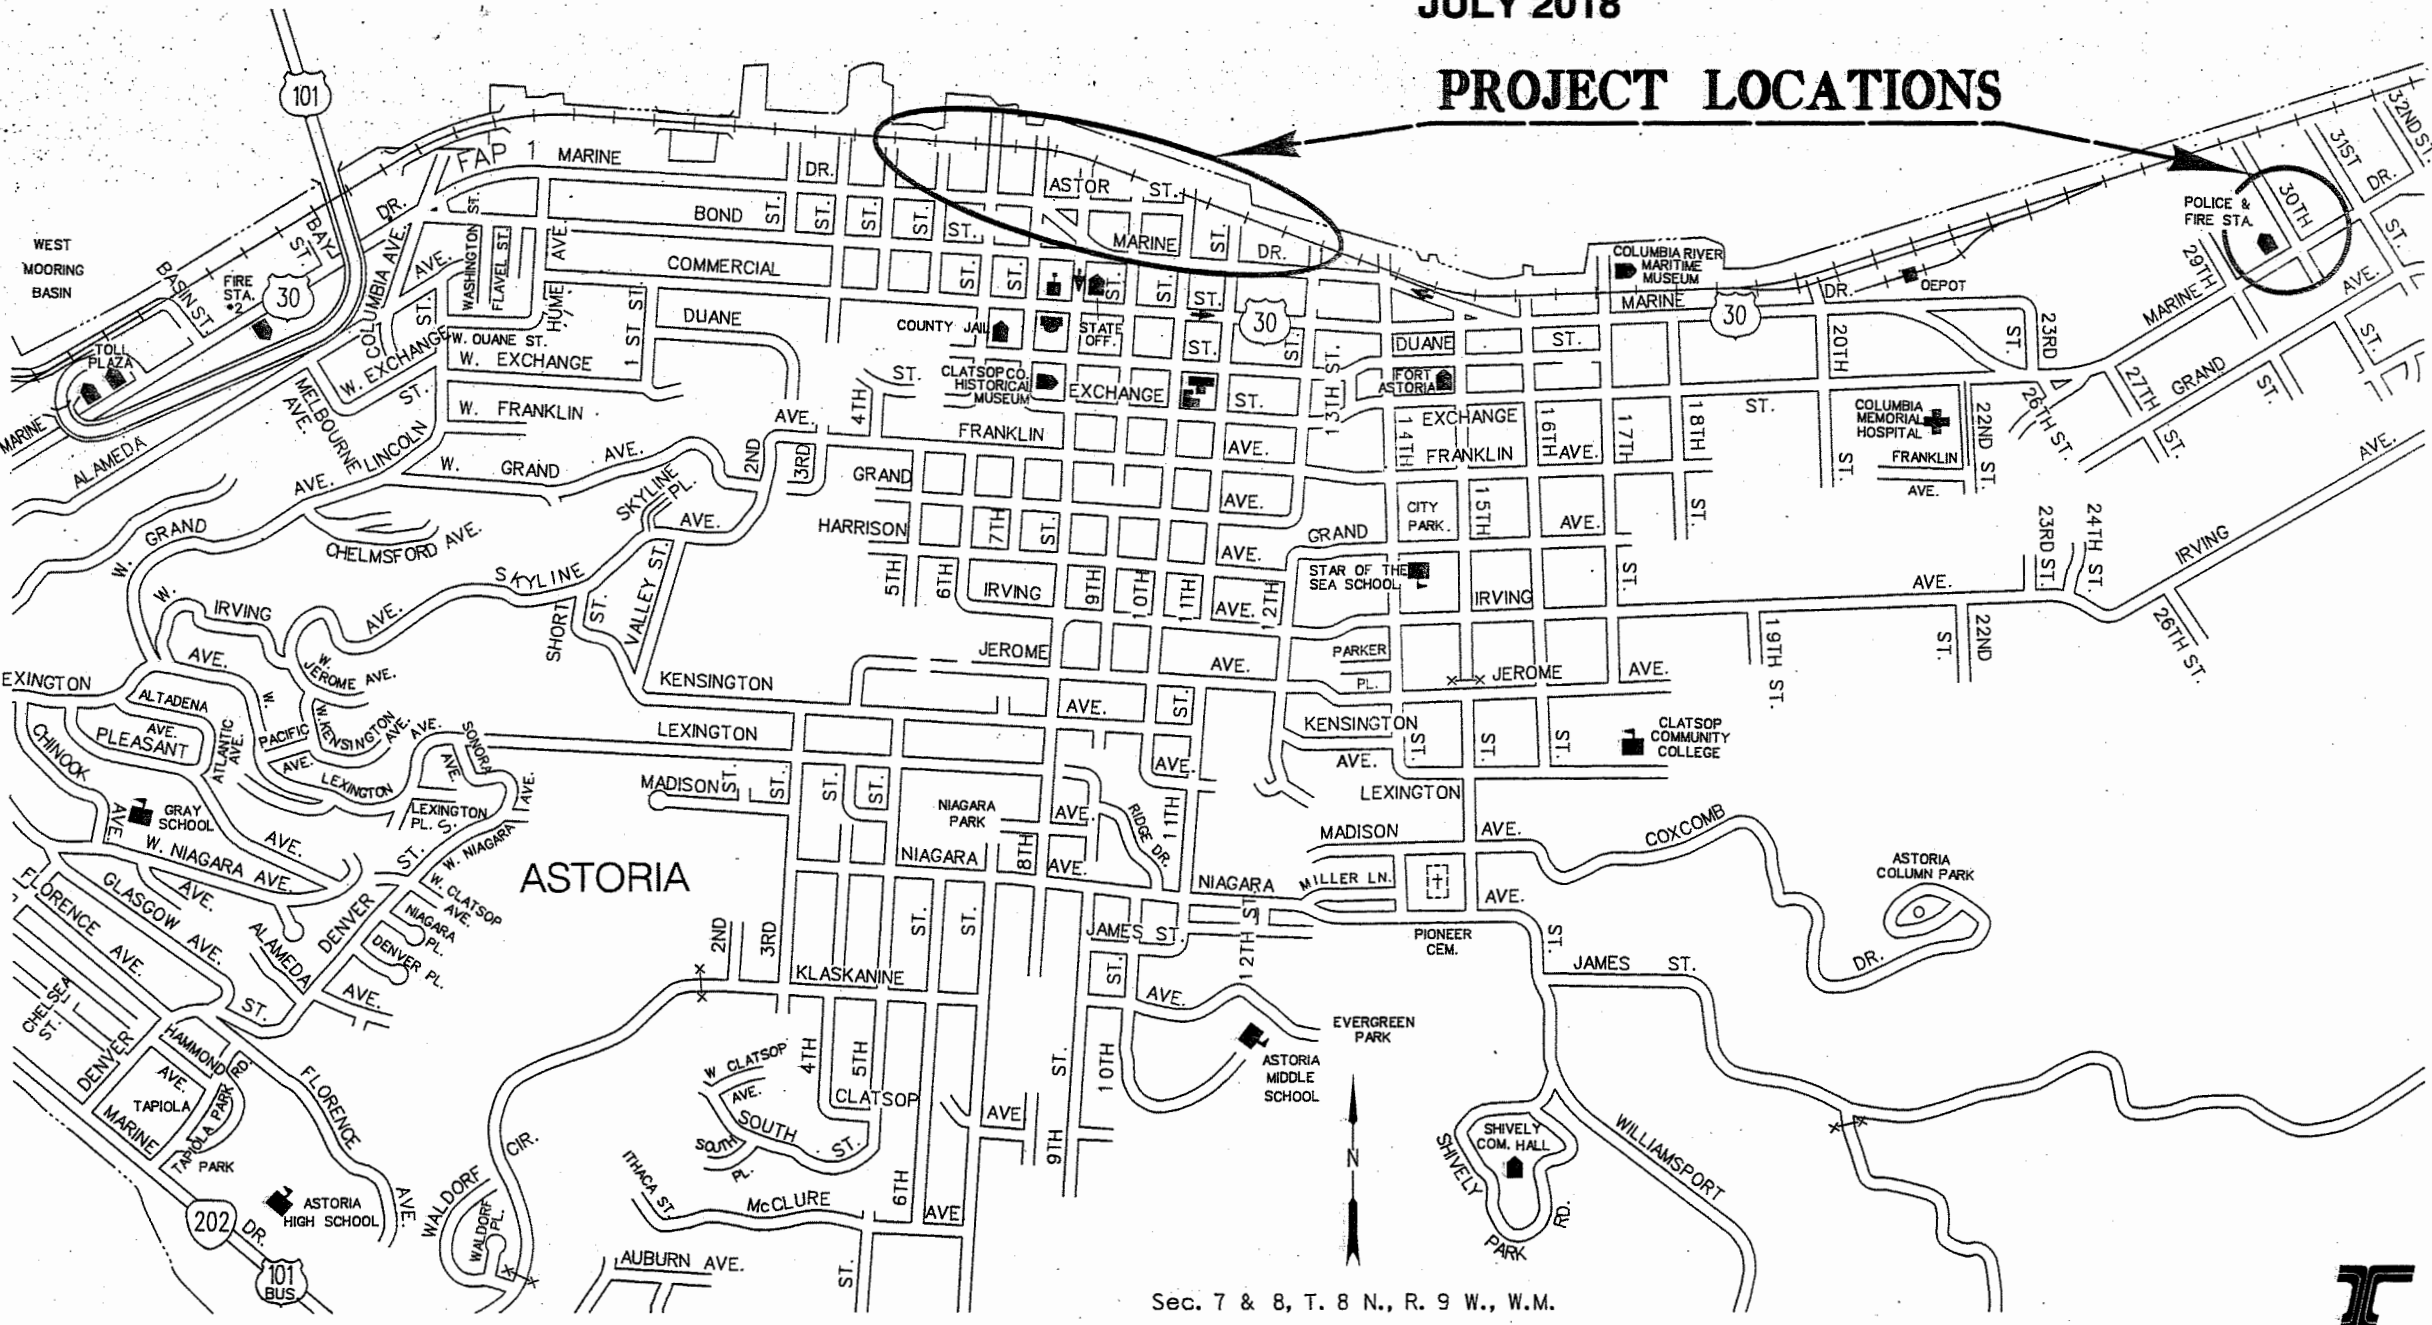 JULY 2018
PROJECT LOCATIONS
101
FAP 1
MARINE
DR.
ASTOR
ST.
BOND
ST.
ST.
ST.
ST.
ST.
MARINE
ST.
DR.
COMMERCIAL
ST.
ST.
ST.
ST.
ST.
WEST
MOORING
BASIN
BASIN ST.
BAY
ST.
DR.
FIRE
STA.
#2
30
COLUMBIA AVE.
AVE.
ST.
WASHINGTON ST.
FLAVEL ST.
HUME
AVE.
1ST ST.
DUANE
COUNTY JAIL
STATE
OFF.
ST.
30
ST.
COLUMBIA RIVER
MARITIME
MUSEUM
MARINE
30
DR.
DEPOT
POLICE &
FIRE STA.
30TH
31ST
DR.
32ND ST.
ST.
29TH
AVE.
MARINE
ST.
23RD
ST.
20TH
GRAND
27TH
ST.
ST.
26TH ST.
AVE.
TOLL
PLAZA
MARINE
ALAMEDA
MELBOURNE
AVE.
W. EXCHANGE
ST.
W. DUANE ST.
W. EXCHANGE
W. FRANKLIN
LINCOLN
CLATSOP CO.
HISTORICAL
MUSEUM
EXCHANGE
ST.
ST.
4TH
AVE.
FRANKLIN
AVE.
13TH ST.
DUANE
ST.
FORT
ASTORIA
EXCHANGE
ST.
14TH
FRANKLIN
16TH
AVE.
17TH
18TH
COLUMBIA
MEMORIAL
HOSPITAL
FRANKLIN
AVE.
22ND ST.
ST.
W.
GRAND
AVE.
AVE.
SKYLINE
PL.
2ND
3RD
GRAND
AVE.
CITY
PARK.
15TH
AVE.
ST.
W.
GRAND
CHELMSFORD AVE.
AVE.
HARRISON
7TH
ST.
AVE.
GRAND
STAR OF THE
SEA SCHOOL
ST.
23RD ST.
24TH ST.
IRVING
SKYLINE
AVE.
SHORT
ST.
VALLEY ST.
5TH
6TH
IRVING
9TH
10TH
11TH
AVE.
12TH
IRVING
AVE.
W.
IRVING
AVE.
W.
JEROME AVE.
JEROME
AVE.
PARKER
PL.
JEROME
AVE.
19TH ST.
ST.
22ND
26TH ST.
EXINGTON
ALTADENA
AVE.
PLEASANT
ATLANTIC
AVE.
W.
PACIFIC
AVE.
W. KENSINGTON
AVE.
AVE.
SONORA
AVE.
AVE.
LEXINGTON
LEXINGTON
PL.
S.
KENSINGTON
AVE.
ST.
KENSINGTON
AVE.
ST.
ST.
ST.
CLATSOP
COMMUNITY
COLLEGE
LEXINGTON
AVE.
LEXINGTON
CHINOOK
AVE.
GRAY
SCHOOL
AVE.
W. NIAGARA AVE.
MADISON
ST.
ST.
ST.
ST.
NIAGARA
PARK
AVE.
RIDGE DR.
11TH
MADISON
AVE.
COXCOMB
DR.
ASTORIA
COLUMN PARK
ASTORIA
NIAGARA
8TH
AVE.
NIAGARA
MILLER LN.
AVE.
PIONEER
CEM.
ST.
FLORENCE
AVE.
GLASGOW
AVE.
AVE.
ALAMEDA
AVE.
DENVER
ST.
W. NIAGARA
W. CLATSOP
AVE.
NIAGARA
PL.
DENVER PL.
ST.
2ND
3RD
ST.
ST.
JAMES ST.
12TH
ST.
KLASKANINE
ST.
AVE.
JAMES ST.
CHELSEA
ST.
DENVER
HAMMOND
AVE.
RD.
TAPIOLA
TAPIOLA PARK
PARK
MARINE
FLORENCE
AVE.
ASTORIA
HIGH SCHOOL
202
DR.
101
BUS.
W CLATSOP
AVE.
SOUTH
ST.
SOUTH
PL.
4TH
5TH
CLATSOP
AVE
ST.
10TH
9TH
EVERGREEN
PARK
ASTORIA
MIDDLE
SCHOOL
N
WALDORF
CIR.
WALDORF
PL.
ITHACA ST.
McCLURE
6TH
AVE
AUBURN AVE.
ST.
SHIVELY
COM. HALL
SHIVELY
PARK
RD.
WILLIAMSPORT
Sec. 7 & 8, T. 8 N., R. 9 W., W.M.